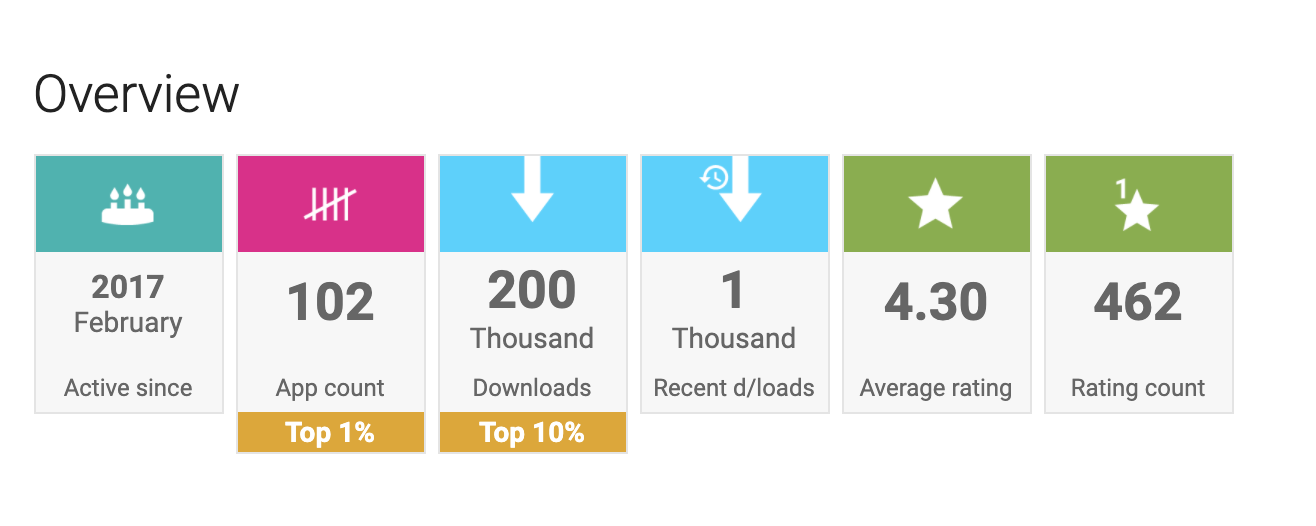 Overview
2017
February
Active since
102
App count
Top 1%
200
Thousand
Downloads
Top 10%
1
Thousand
Recent d/loads
4.30
Average rating
1
462
Rating count